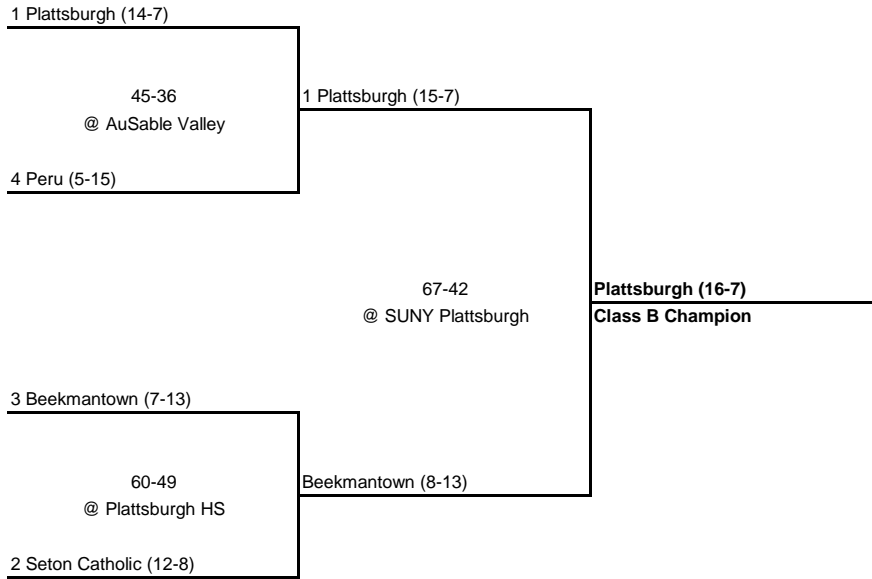 1 Plattsburgh (14-7)
45-36
@ AuSable Valley
1 Plattsburgh (15-7)
4 Peru (5-15)
67-42
@ SUNY Plattsburgh
Plattsburgh (16-7)
Class B Champion
3 Beekmantown (7-13)
60-49
@ Plattsburgh HS
Beekmantown (8-13)
2 Seton Catholic (12-8)